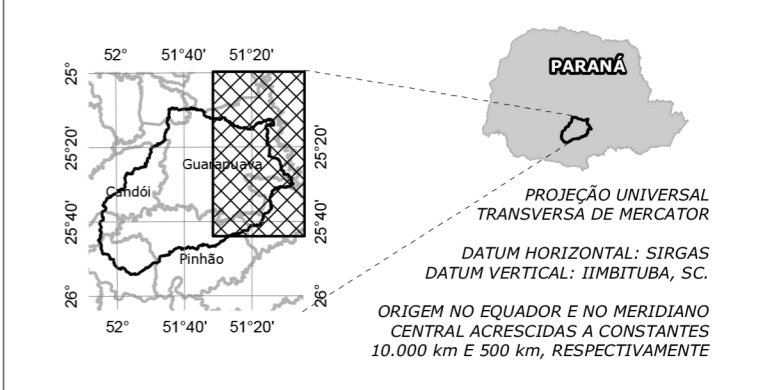 52° 51°40' 51°20'
25°
25°20'
25°40'
26°
Guarapuava
Candói
Pinhão
25°20'
25°40'
26°
52° 51°40' 51°20'
PARANÁ
PROJEÇÃO UNIVERSAL
TRANSVERSA DE MERCATOR
DATUM HORIZONTAL: SIRGAS
DATUM VERTICAL: IIMBITUBA, SC.
ORIGEM NO EQUADOR E NO MERIDIANO
CENTRAL ACRESCIDAS A CONSTANTES
10.000 km E 500 km, RESPECTIVAMENTE